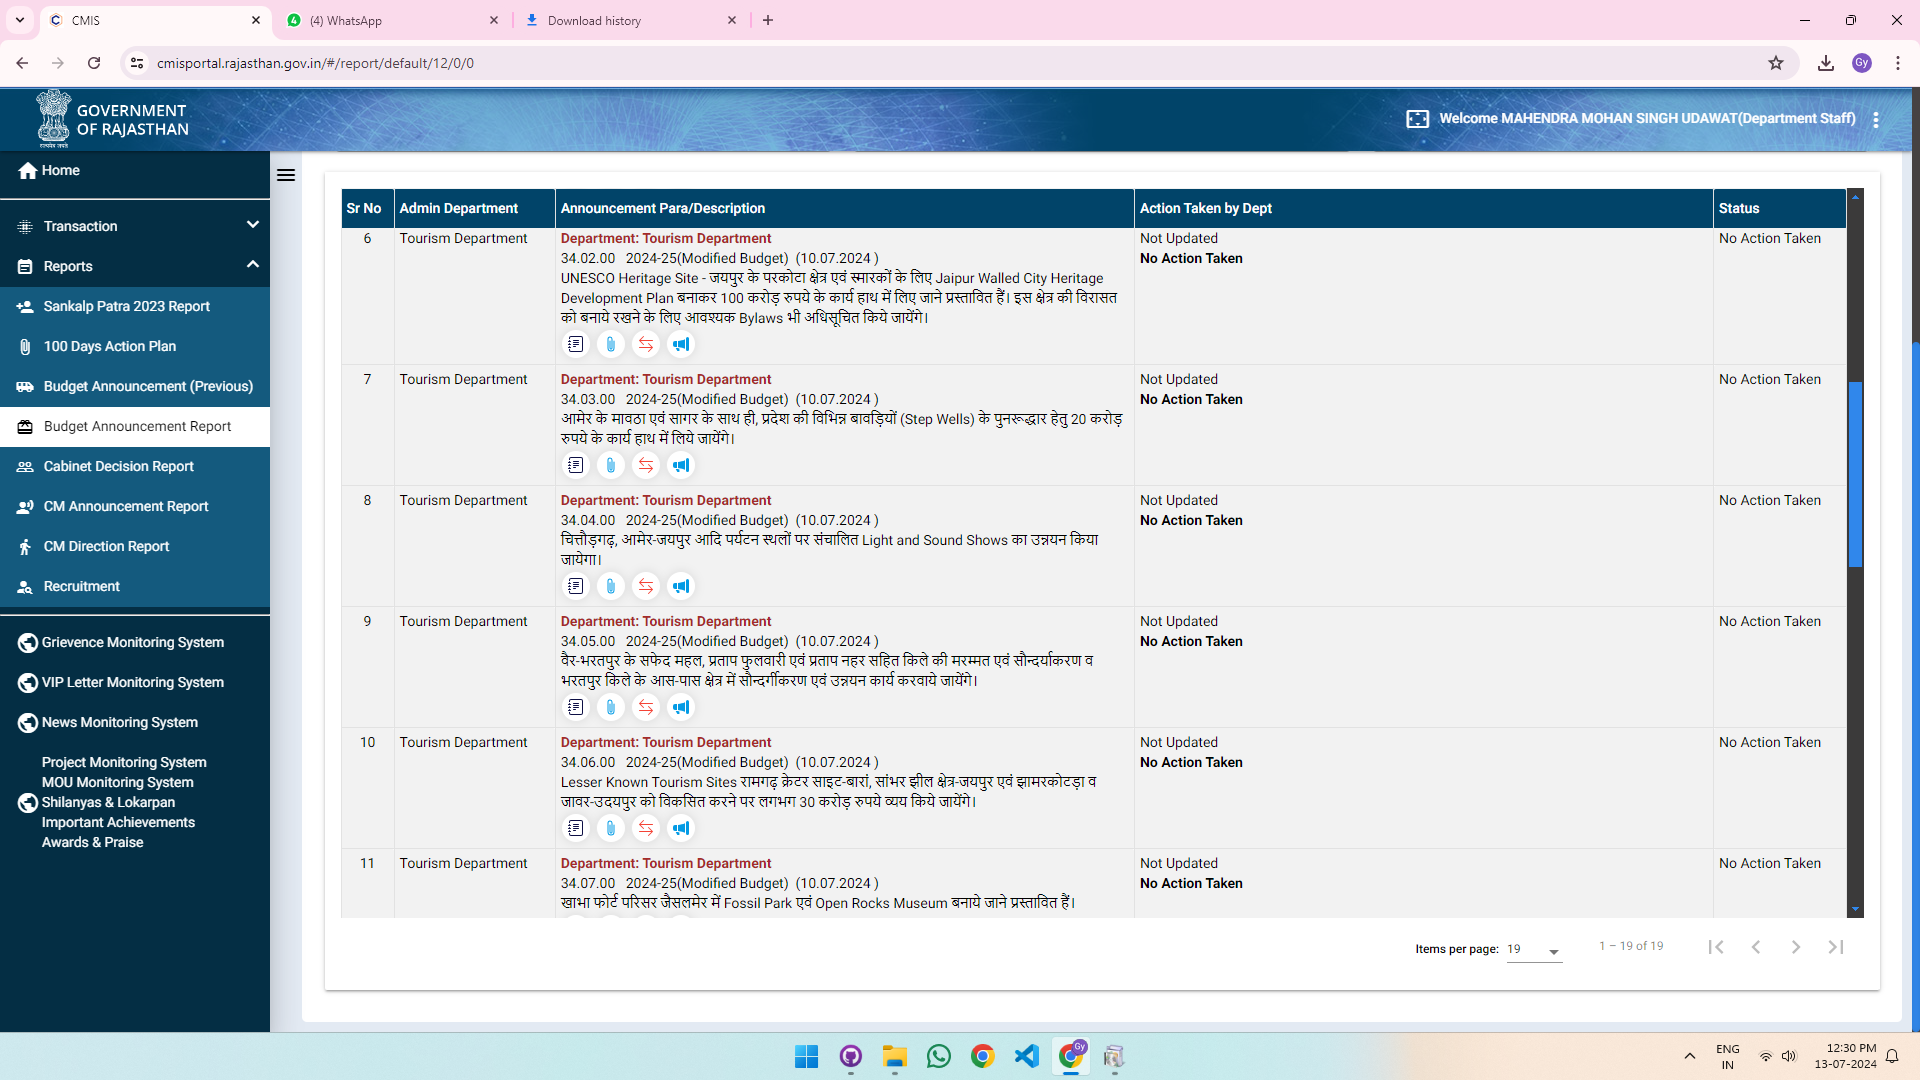 CMIS
(4) WhatsApp
Download history
cmisportal.rajasthan.gov.in/#/report/default/12/0/0
Gy
GOVERNMENT
OF RAJASTHAN
सत्यमेव जयते
Welcome MAHENDRA MOHAN SINGH UDAWAT(Department Staff)
Home
Transaction
Reports
Sankalp Patra 2023 Report
100 Days Action Plan
Budget Announcement (Previous)
Budget Announcement Report
Cabinet Decision Report
CM Announcement Report
CM Direction Report
Recruitment
Grievence Monitoring System
VIP Letter Monitoring System
News Monitoring System
Project Monitoring System
MOU Monitoring System
Shilanyas & Lokarpan
Important Achievements
Awards & Praise
Sr No Admin Department Announcement Para/Description Action Taken by Dept Status
6 Tourism Department Department: Tourism Department Not Updated No Action Taken
34.02.00 2024-25(Modified Budget) (10.07.2024 ) No Action Taken
UNESCO Heritage Site - जयपुर के परकोटा क्षेत्र एवं स्मारकों के लिए Jaipur Walled City Heritage
Development Plan बनाकर 100 करोड़ रुपये के कार्य हाथ में लिए जाने प्रस्तावित हैं। इस क्षेत्र की विरासत
को बनाये रखने के लिए आवश्यक Bylaws भी अधिसूचित किये जायेंगे।
7 Tourism Department Department: Tourism Department Not Updated No Action Taken
34.03.00 2024-25(Modified Budget) (10.07.2024 ) No Action Taken
आमेर के मावठा एवं सागर के साथ ही, प्रदेश की विभिन्न बावड़ियों (Step Wells) के पुनरूद्धार हेतु 20 करोड़
रुपये के कार्य हाथ में लिये जायेंगे।
8 Tourism Department Department: Tourism Department Not Updated No Action Taken
34.04.00 2024-25(Modified Budget) (10.07.2024 ) No Action Taken
चित्तौड़गढ़, आमेर-जयपुर आदि पर्यटन स्थलों पर संचालित Light and Sound Shows का उन्नयन किया
जायेगा।
9 Tourism Department Department: Tourism Department Not Updated No Action Taken
34.05.00 2024-25(Modified Budget) (10.07.2024 ) No Action Taken
वैर-भरतपुर के सफेद महल, प्रताप फुलवारी एवं प्रताप नहर सहित किले की मरम्मत एवं सौन्दर्याकरण व
भरतपुर किले के आस-पास क्षेत्र में सौन्दर्गीकरण एवं उन्नयन कार्य करवाये जायेंगे।
10 Tourism Department Department: Tourism Department Not Updated No Action Taken
34.06.00 2024-25(Modified Budget) (10.07.2024 ) No Action Taken
Lesser Known Tourism Sites रामगढ़ क्रेटर साइट-बारां, सांभर झील क्षेत्र-जयपुर एवं झामरकोटड़ा व
जावर-उदयपुर को विकसित करने पर लगभग 30 करोड़ रुपये व्यय किये जायेंगे।
11 Tourism Department Department: Tourism Department Not Updated No Action Taken
34.07.00 2024-25(Modified Budget) (10.07.2024 ) No Action Taken
खाभा फोर्ट परिसर जैसलमेर में Fossil Park एवं Open Rocks Museum बनाये जाने प्रस्तावित हैं।
Items per page: 19 1 – 19 of 19
Gy
ENG
IN
12:30 PM
13-07-2024